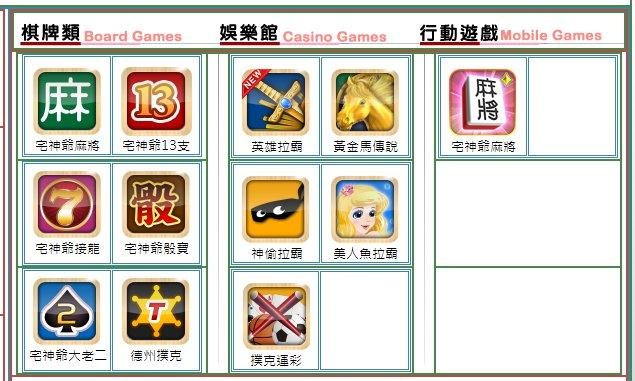 棋牌類 Board Games 娛樂館 Casino Games 行動遊戲 Mobile Games
麻 13 NEW 麻將
宅神爺麻將 宅神爺13支 英雄拉霸 黃金馬傳說 宅神爺麻將
7 骰
宅神爺接龍 宅神爺骰寶 神偷拉霸 美人魚拉霸
2 T
宅神爺大老二 德州撲克 撲克運彩